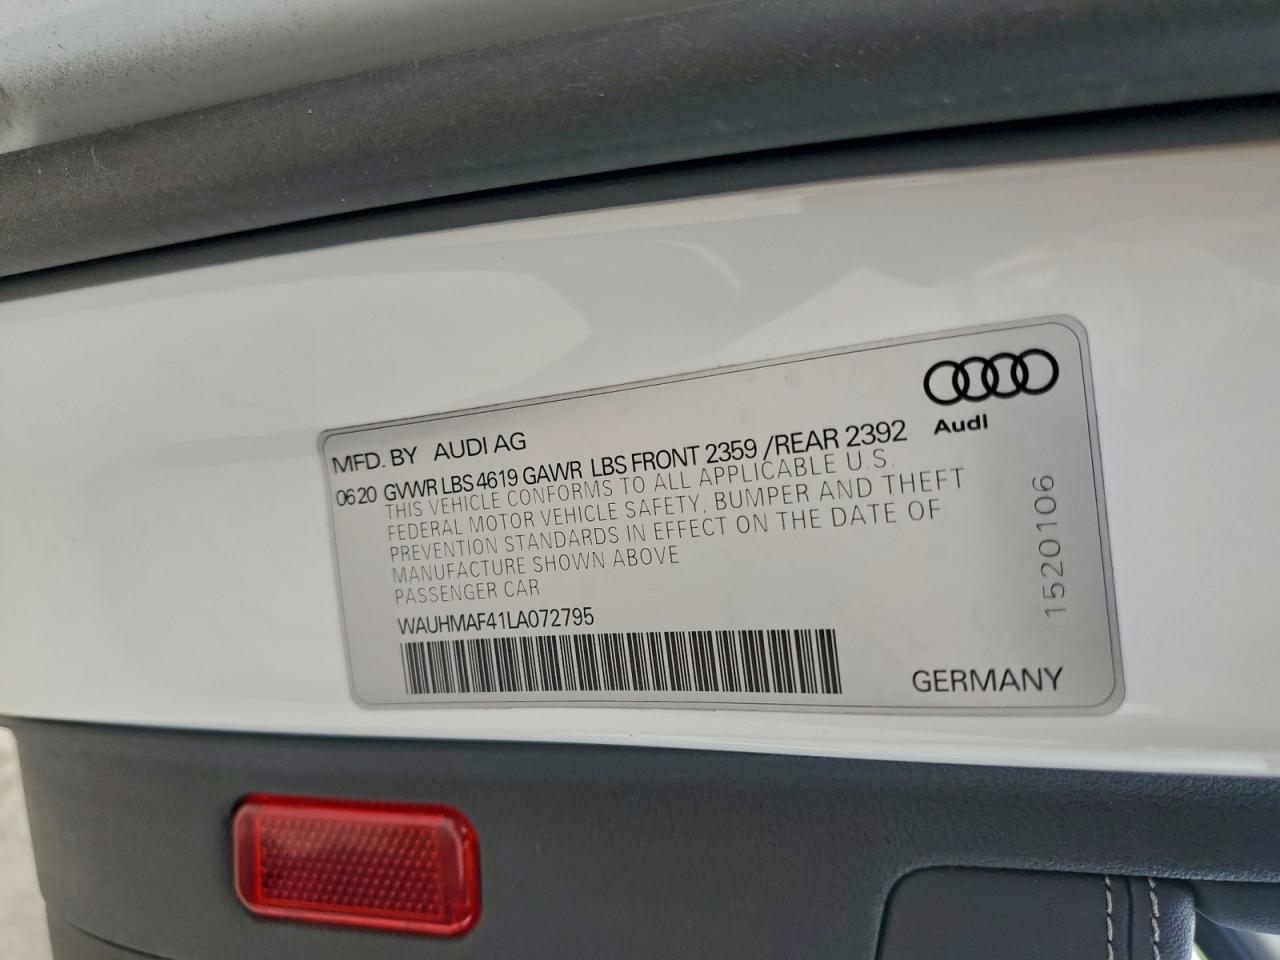 Audi
MFD. BY AUDI AG
06 20 GVWR LBS 4619 GAWR LBS FRONT 2359 /REAR 2392
THIS VEHICLE CONFORMS TO ALL APPLICABLE U.S.
FEDERAL MOTOR VEHICLE SAFETY, BUMPER AND THEFT
PREVENTION STANDARDS IN EFFECT ON THE DATE OF
MANUFACTURE SHOWN ABOVE
PASSENGER CAR
WAUHMAF41LA072795
GERMANY
1520106